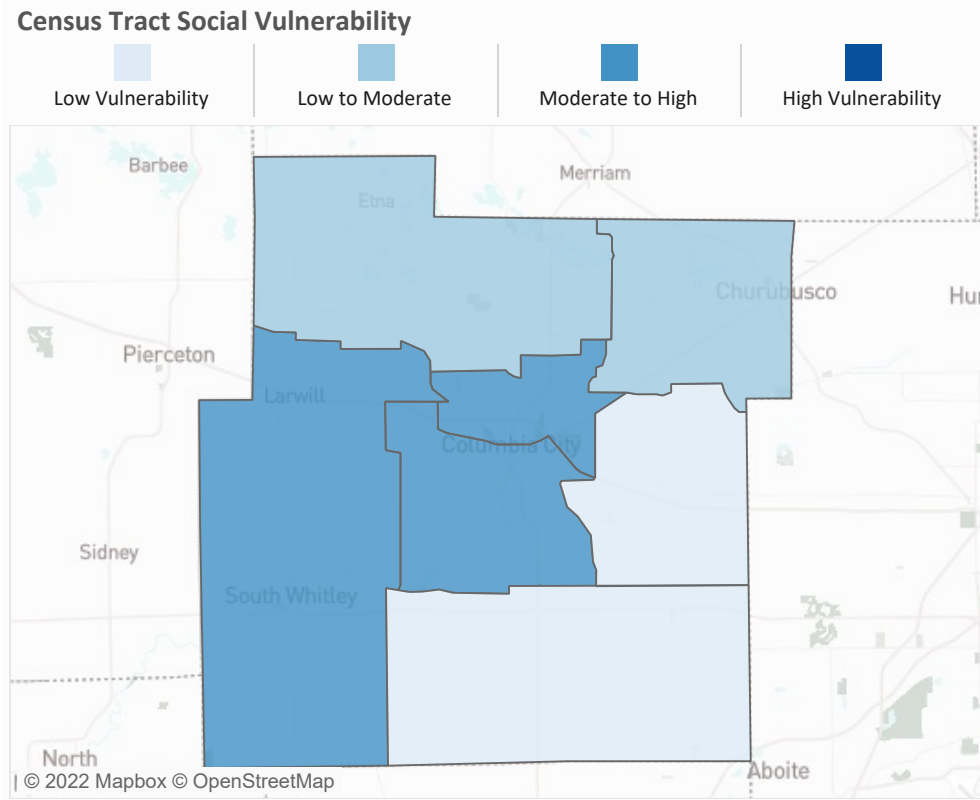 Census Tract Social Vulnerability
Low Vulnerability
Low to Moderate
Moderate to High
High Vulnerability
Barbee
Merriam
Etna
Churubusco
Hu
Pierceton
Larwill
Columbia City
Sidney
South Whitley
North
Aboite
| © 2022 Mapbox © OpenStreetMap